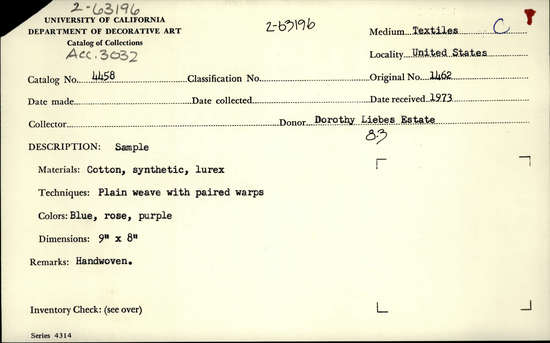 2-63196
UNIVERSITY OF CALIFORNIA
DEPARTMENT OF DECORATIVE ART
Catalog of Collections
Acc. 3032
2-63196
Medium Textiles C
Locality United States
Catalog No. 4458 Classification No. Original No. 1462
Date made Date collected Date received 1973
Collector Donor Dorothy Liebes Estate
83
DESCRIPTION: Sample
Materials: Cotton, synthetic, lurex
Techniques: Plain weave with paired warps
Colors: Blue, rose, purple
Dimensions: 9" x 8"
Remarks: Handwoven.
Inventory Check: (see over)
Series 4314